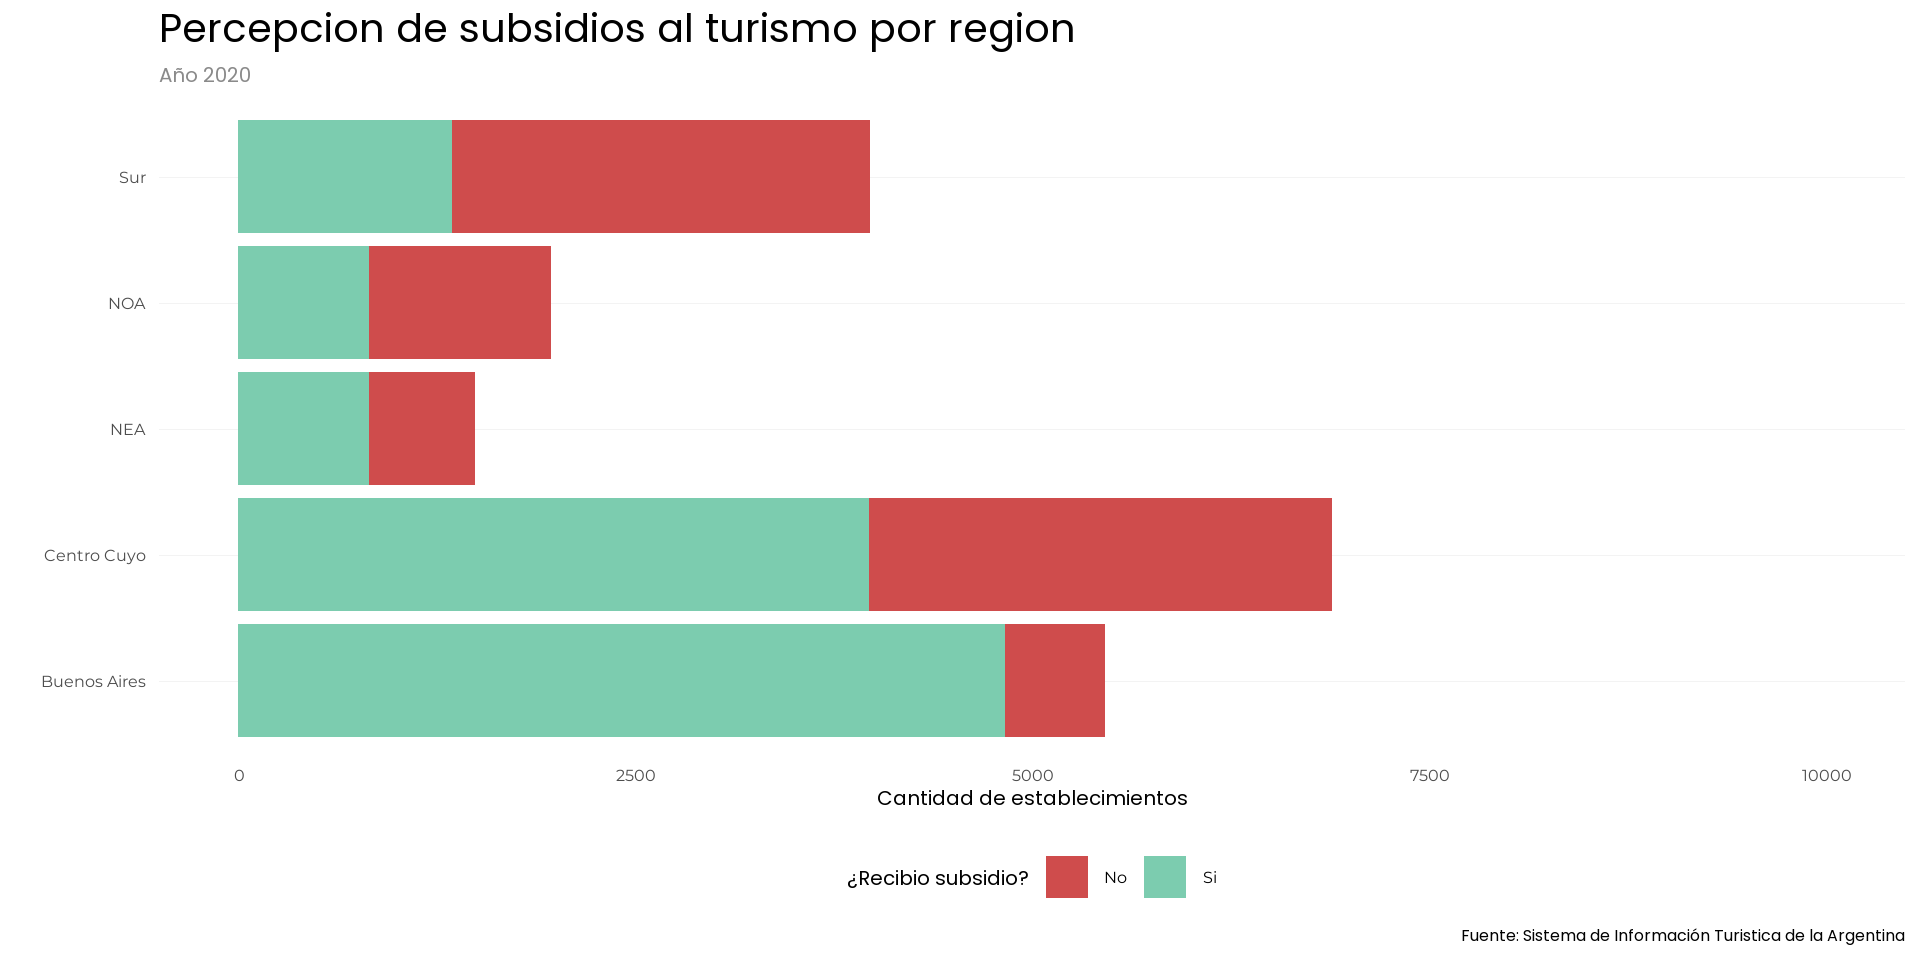 Percepcion de subsidios al turismo por region
Año 2020
Sur
NOA
NEA
Centro Cuyo
Buenos Aires
0 2500 5000 7500 10000
Cantidad de establecimientos
¿Recibio subsidio? No Si
Fuente: Sistema de Información Turistica de la Argentina